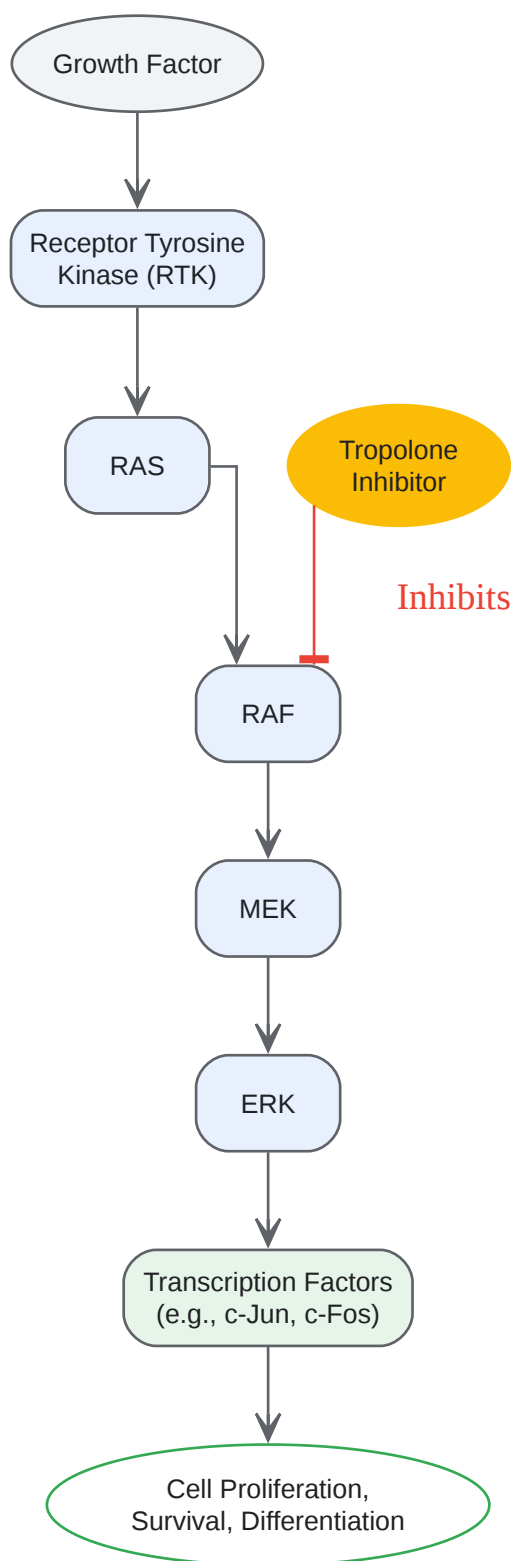 Growth Factor
Receptor Tyrosine
Kinase (RTK)
RAS
Tropolone
Inhibitor
Inhibits
RAF
MEK
ERK
Transcription Factors
(e.g., c-Jun, c-Fos)
Cell Proliferation,
Survival, Differentiation